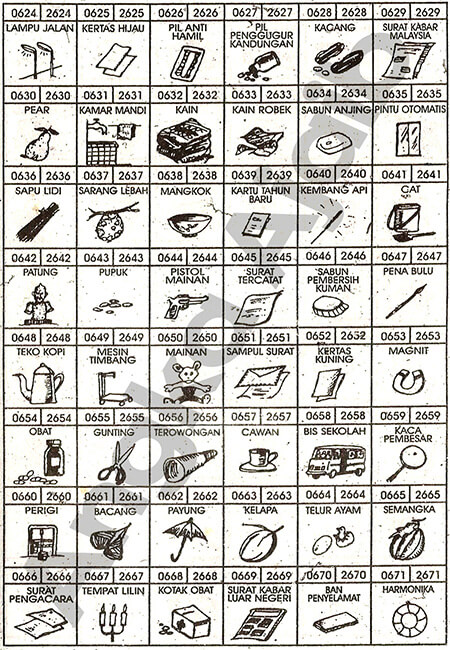 0624 2624 0625 2625 0626 2626 0627 2627 0628 2628 0629 2629
LAMPU JALAN KERTAS HIJAU PIL ANTI HAMIL PIL PENGGUGUR KANDUNGAN KACANG SURAT KABAR MALAYSIA
0630 2630 0631 2631 0632 2632 0633 2633 0634 2634 0635 2635
PEAR KAMAR MANDI KAIN KAIN ROBEK SABUN ANJING PINTU OTOMATIS
0636 2636 0637 2637 0638 2638 0639 2639 0640 2640 0641 2641
SAPU LIDI SARANG LEBAH MANGKOK KARTU TAHUN BARU KEMBANG API CAT
0642 2642 0643 2643 0644 2644 0645 2645 0646 2646 0647 2647
PATUNG PUPUK PISTOL MAINAN SURAT TERCATAT SABUN PEMBERSIH KUMAN PENA BULU
0648 2648 0649 2649 0650 2650 0651 2651 0652 2652 0653 2653
TEKO KOPI MESIN TIMBANG MAINAN SAMPUL SURAT KERTAS KUNING MAGNIT
0654 2654 0655 2655 0656 2656 0657 2657 0658 2658 0659 2659
OBAT GUNTING TEROWONGAN CAWAN BIS SEKOLAH KACA PEMBESAR
0660 2660 0661 2661 0662 2662 0663 2663 0664 2664 0665 2665
PERIGI BACANG PAYUNG KELAPA TELUR AYAM SEMANGKA
0666 2666 0667 2667 0668 2668 0669 2669 0670 2670 0671 2671
SURAT PENGACARA TEMPAT LILIN KOTAK OBAT SURAT KABAR LUAR NEGERI BAN PENYELAMAT HARMONIKA